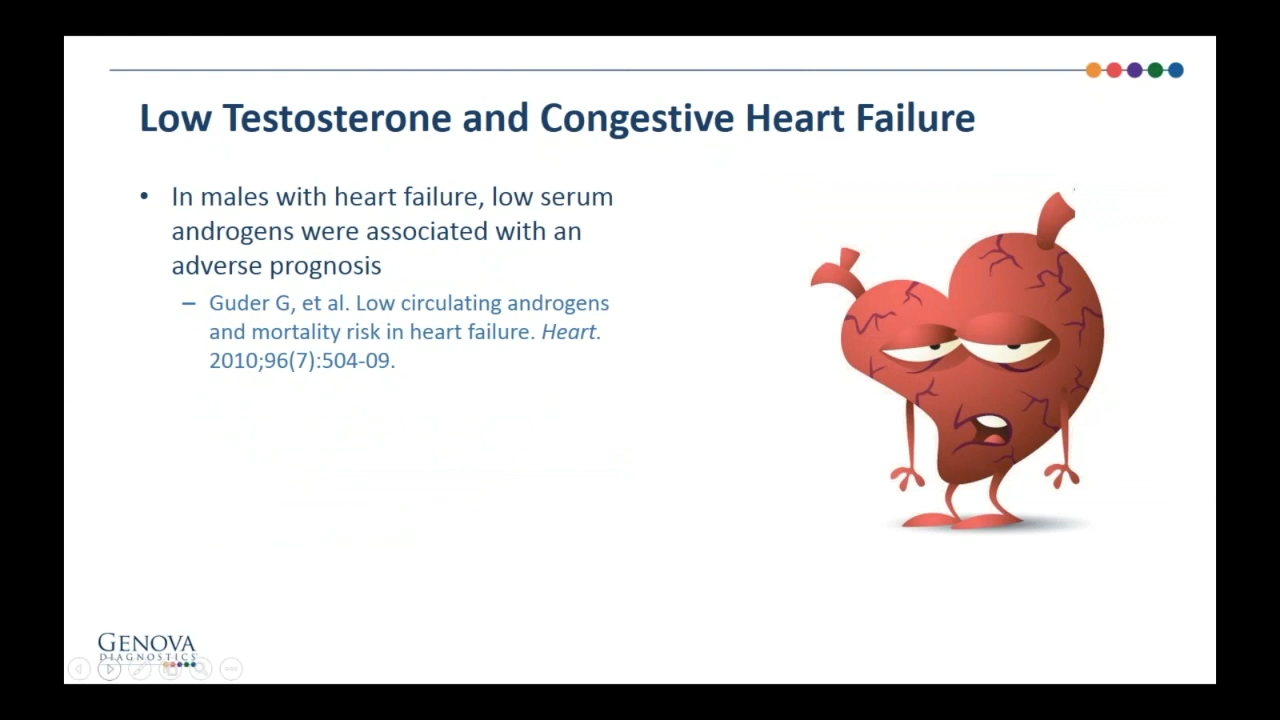 Low Testosterone and Congestive Heart Failure
• In males with heart failure, low serum
androgens were associated with an
adverse prognosis
– Guder G, et al. Low circulating androgens
and mortality risk in heart failure. Heart.
2010;96(7):504-09.
GENOVA
DIAGNOSTICS